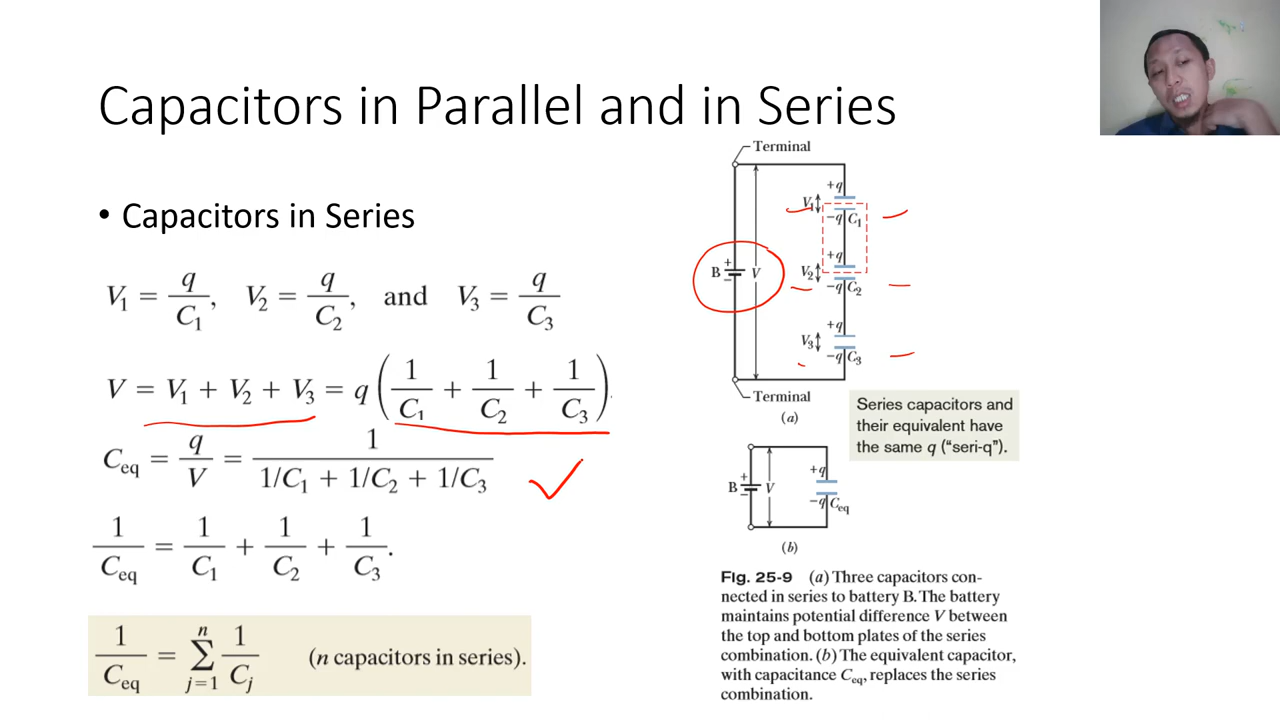 Capacitors in Parallel and in Series
• Capacitors in Series
V₁ = q/C₁, V₂ = q/C₂, and V₃ = q/C₃
V = V₁ + V₂ + V₃ = q (1/C₁ + 1/C₂ + 1/C₃)
C_eq = q/V = 1/(1/C₁ + 1/C₂ + 1/C₃)
1/C_eq = 1/C₁ + 1/C₂ + 1/C₃.
1/C_eq = Σ_{j=1}^{n} 1/C_j (n capacitors in series).
Terminal
+q
V₁
−q C₁
+q
+
B V
−
V₂
−q C₂
+q
V₃
−q C₃
Terminal
(a)
Series capacitors and
their equivalent have
the same q (“seri-q”).
+q
+
B V
−
−q C_eq
(b)
Fig. 25-9 (a) Three capacitors con-
nected in series to battery B. The battery
maintains potential difference V between
the top and bottom plates of the series
combination. (b) The equivalent capacitor,
with capacitance C_eq, replaces the series
combination.